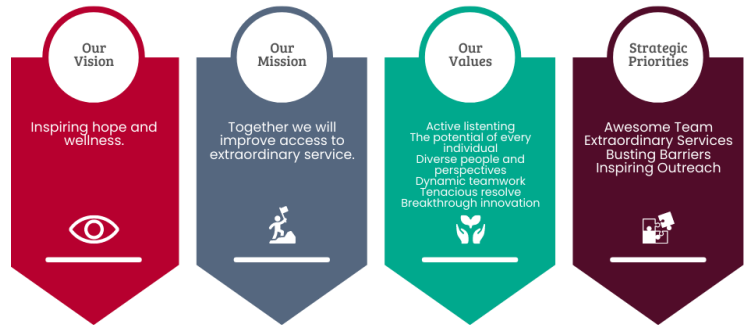 Our
Vision
Inspiring hope and
wellness.
Our
Mission
Together we will
improve access to
extraordinary service.
Our
Values
Active listenting
The potential of every
individual
Diverse people and
perspectives
Dynamic teamwork
Tenacious resolve
Breakthrough innovation
Strategic
Priorities
Awesome Team
Extraordinary Services
Busting Barriers
Inspiring Outreach